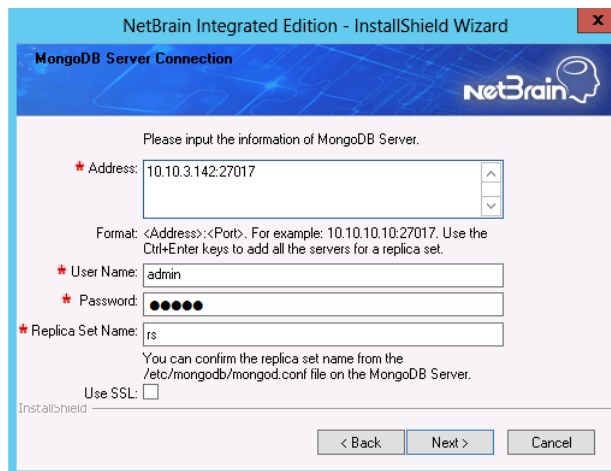 NetBrain Integrated Edition - InstallShield Wizard
x
MongoDB Server Connection
NetBrain
Please input the information of MongoDB Server.
* Address: 10.10.3.142:27017
Format: <Address>:<Port>. For example: 10.10.10.10:27017. Use the
Ctrl+Enter keys to add all the servers for a replica set.
* User Name: admin
* Password: ●●●●●
* Replica Set Name: rs
You can confirm the replica set name from the
/etc/mongodb/mongod.conf file on the MongoDB Server.
Use SSL:
InstallShield
< Back Next > Cancel